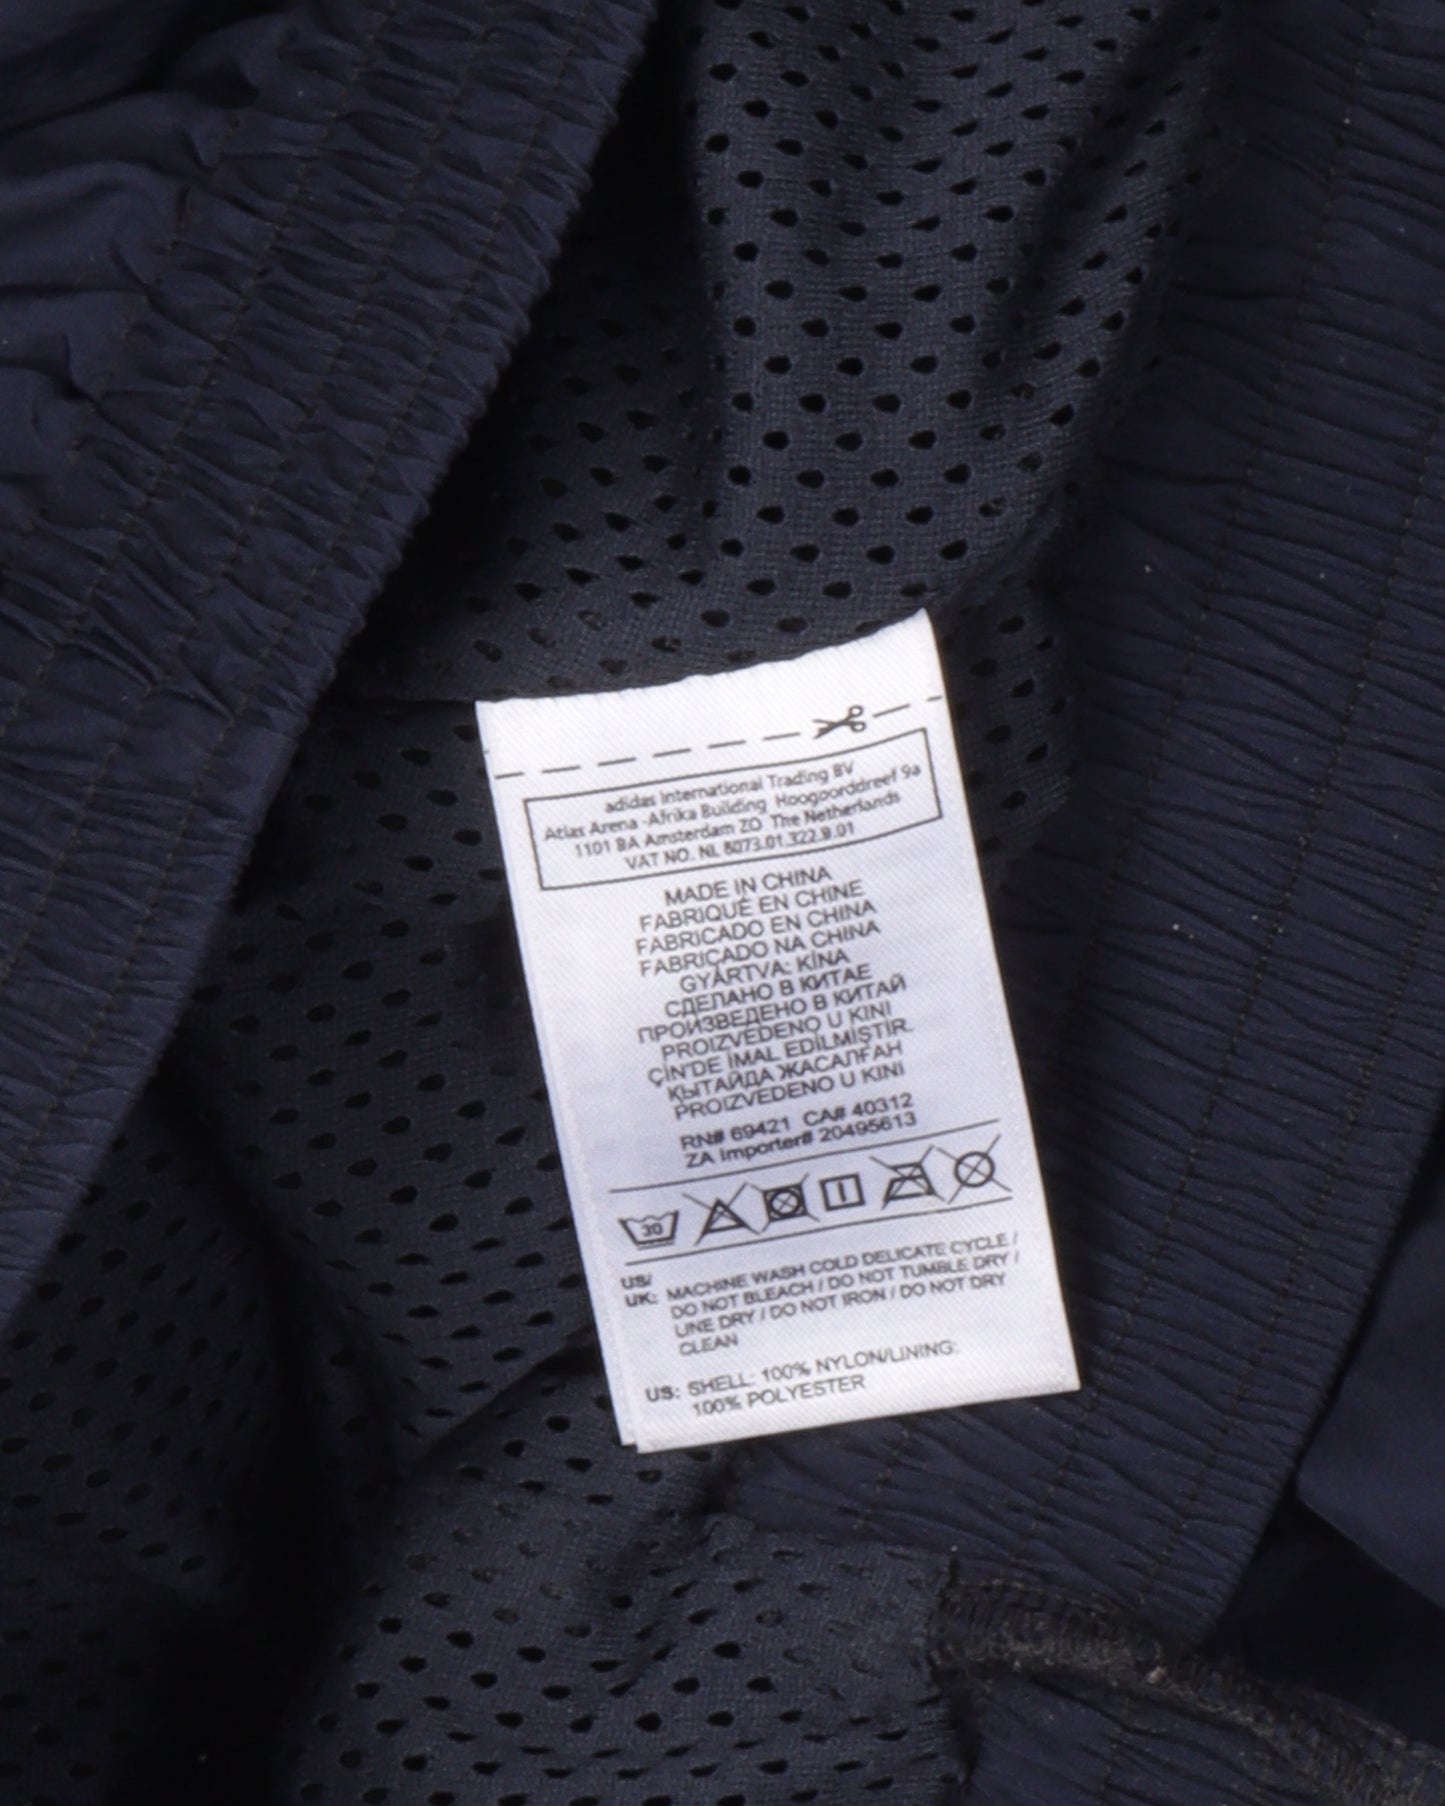 adidas International Trading BV
Atlas Arena -Afrika Building Hoogoorddreef 9a
1101 BA Amsterdam ZO The Netherlands
VAT NO. NL 8073.01.322.B.01
MADE IN CHINA
FABRIQUÉ EN CHINE
FABRICADO EN CHINA
FABRICADO NA CHINA
GYÁRTVA: KÍNA
СДЕЛАНО В КИТАЕ
ПРОИЗВЕДЕНО В КИТАЙ
PROIZVEDENO U KINI
ÇİN'DE İMAL EDİLMİŞTİR.
ҚЫТАЙДА ЖАСАЛҒАН
PROIZVEDENO U KINI
RN# 69421 CA# 40312
ZA Importer# 20495613
30
US/
UK: MACHINE WASH COLD DELICATE CYCLE /
DO NOT BLEACH / DO NOT TUMBLE DRY /
LINE DRY / DO NOT IRON / DO NOT DRY
CLEAN
US: SHELL: 100% NYLON/LINING:
100% POLYESTER